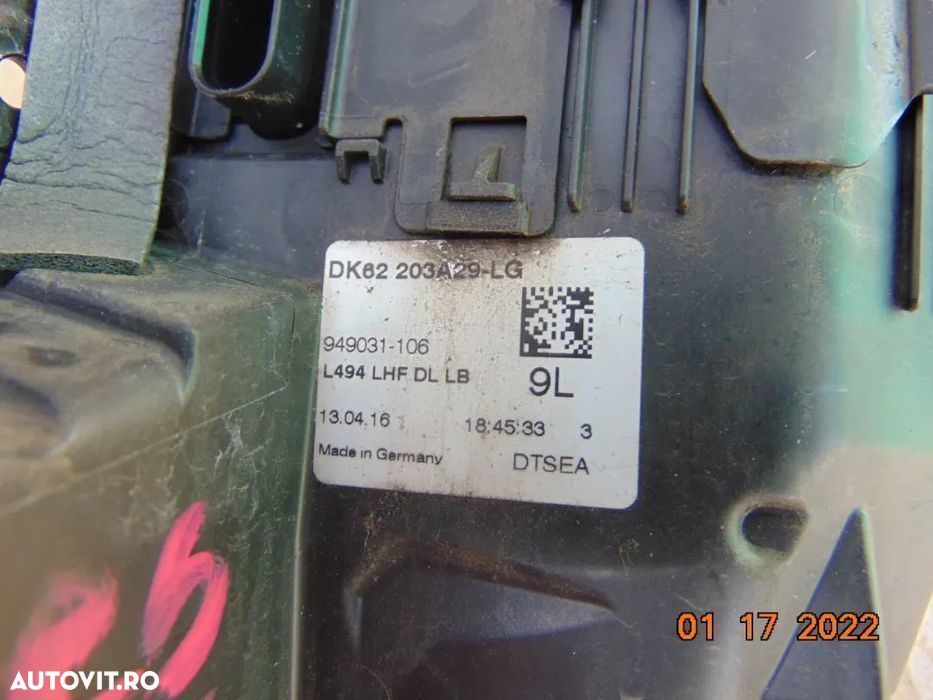 DK62 203A29-LG
949031-106
L494 LHF DL LB
9L
13.04.16 18:45:33 3
Made in Germany DTSEA
01 17 2022
AUTOVIT.RO